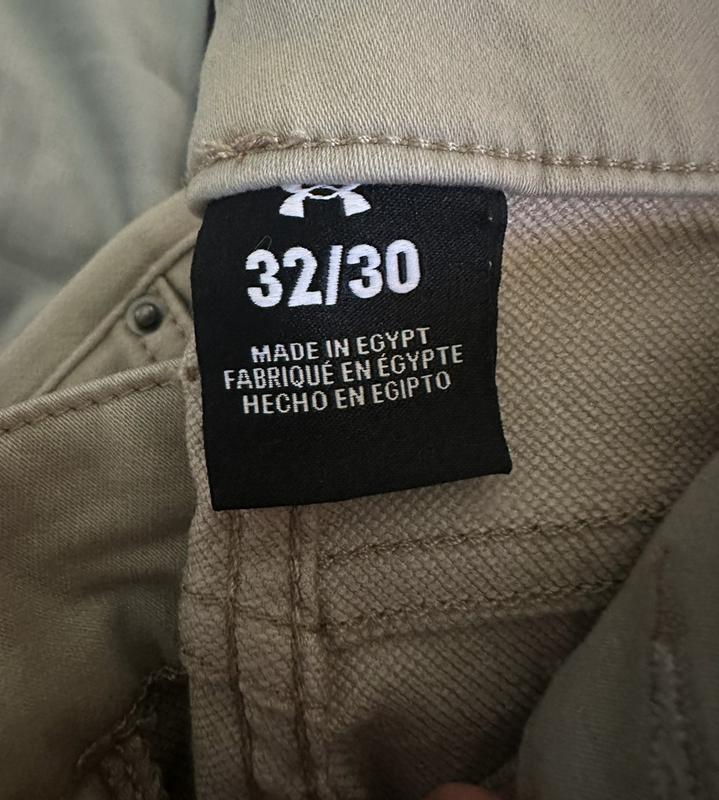 32/30
MADE IN EGYPT
FABRIQUÉ EN ÉGYPTE
HECHO EN EGIPTO